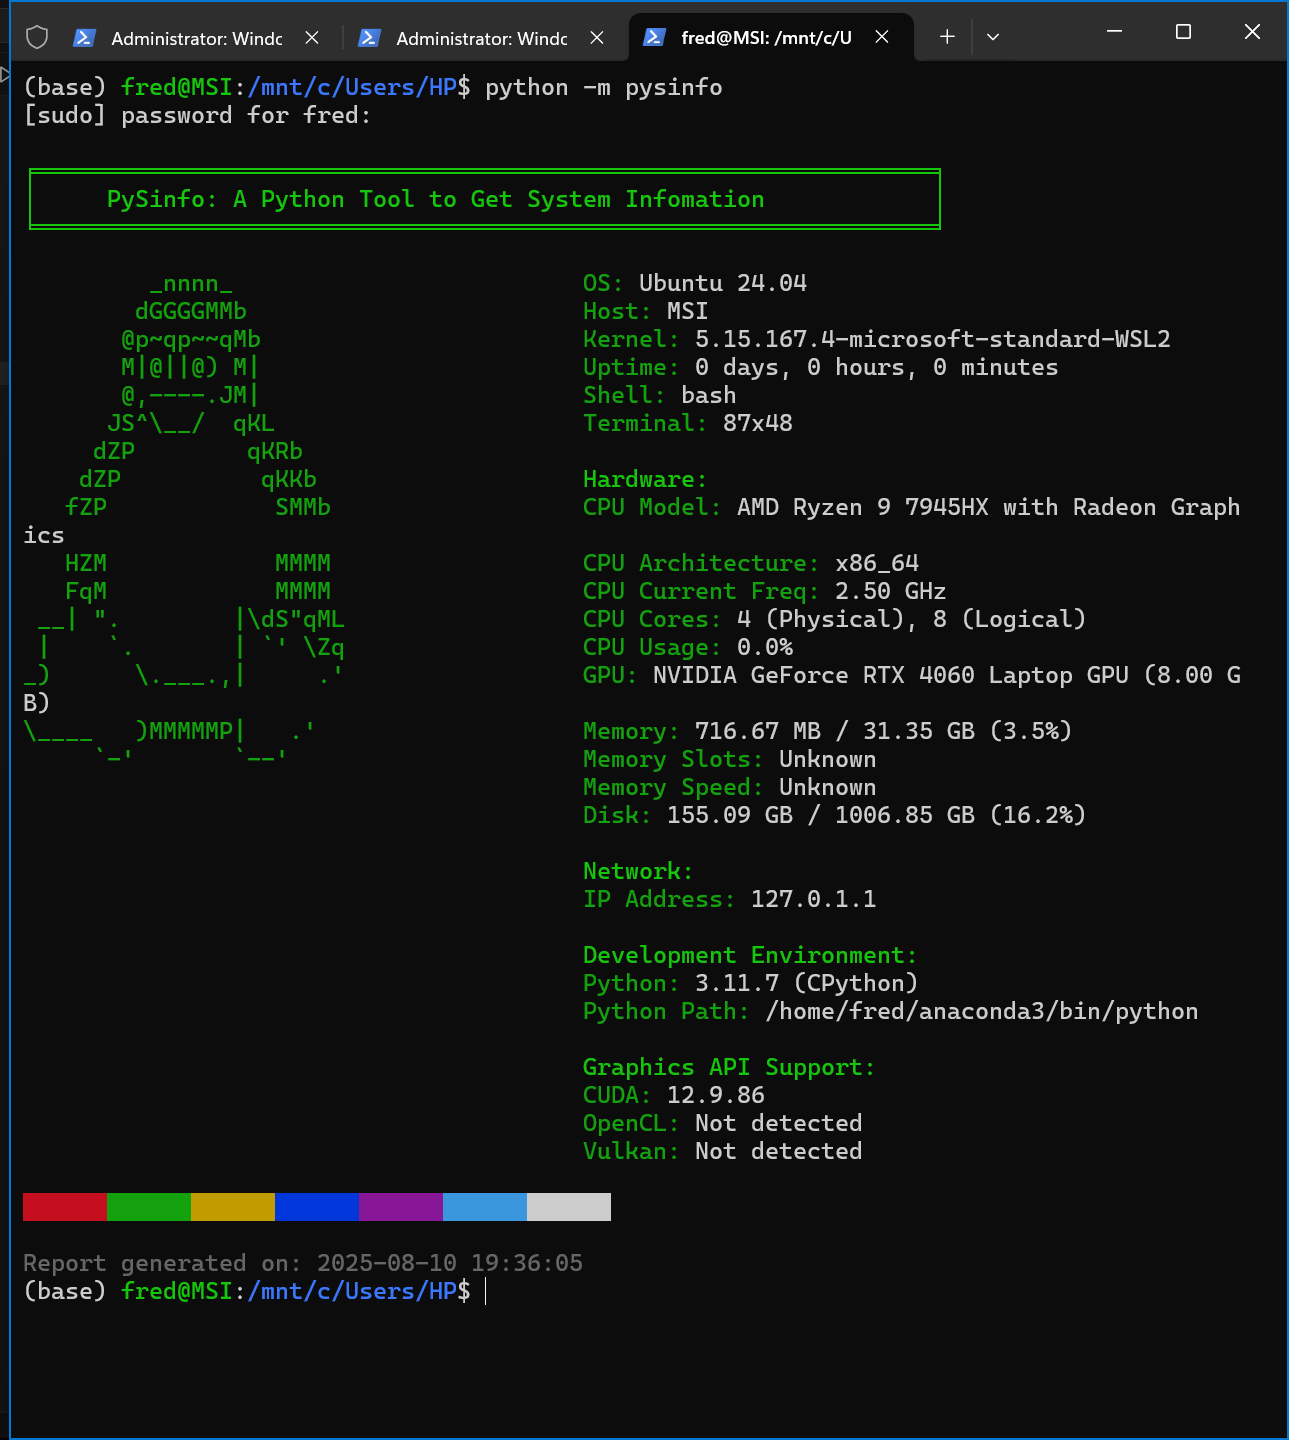 Administrator: Windc
Administrator: Windc
fred@MSI: /mnt/c/U
(base) fred@MSI:/mnt/c/Users/HP$ python -m pysinfo
[sudo] password for fred:
PySinfo: A Python Tool to Get System Infomation
         _nnnn_                         OS: Ubuntu 24.04
        dGGGGMMb                        Host: MSI
       @p~qp~~qMb                       Kernel: 5.15.167.4-microsoft-standard-WSL2
       M|@||@) M|                       Uptime: 0 days, 0 hours, 0 minutes
       @,----.JM|                       Shell: bash
      JS^\__/  qKL                      Terminal: 87x48
     dZP        qKRb
    dZP          qKKb                   Hardware:
   fZP            SMMb                  CPU Model: AMD Ryzen 9 7945HX with Radeon Graph
ics
   HZM            MMMM                  CPU Architecture: x86_64
   FqM            MMMM                  CPU Current Freq: 2.50 GHz
 __| ".        |\dS"qML                 CPU Cores: 4 (Physical), 8 (Logical)
 |    `.       | `' \Zq                 CPU Usage: 0.0%
_)      \.___.,|     .'                 GPU: NVIDIA GeForce RTX 4060 Laptop GPU (8.00 G
B)
\____   )MMMMMP|   .'                   Memory: 716.67 MB / 31.35 GB (3.5%)
     `-'       `--'                     Memory Slots: Unknown
                                        Memory Speed: Unknown
                                        Disk: 155.09 GB / 1006.85 GB (16.2%)
                                        Network:
                                        IP Address: 127.0.1.1
                                        Development Environment:
                                        Python: 3.11.7 (CPython)
                                        Python Path: /home/fred/anaconda3/bin/python
                                        Graphics API Support:
                                        CUDA: 12.9.86
                                        OpenCL: Not detected
                                        Vulkan: Not detected
Report generated on: 2025-08-10 19:36:05
(base) fred@MSI:/mnt/c/Users/HP$